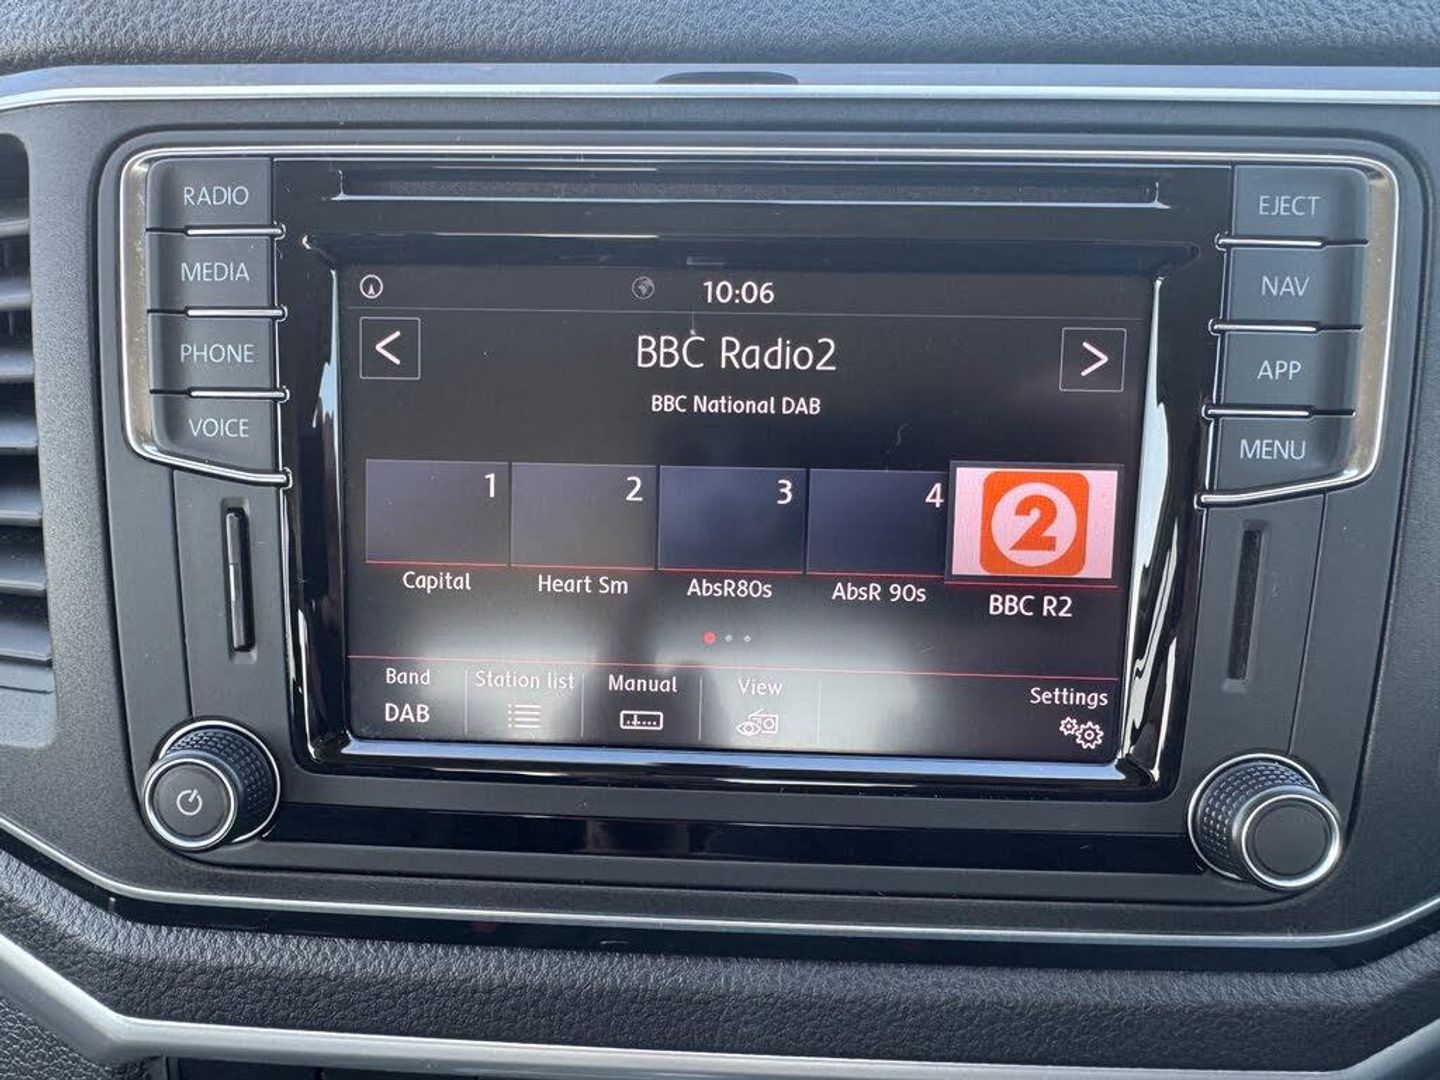 RADIO
MEDIA
PHONE
VOICE
EJECT
NAV
APP
MENU
10:06
< BBC Radio2 >
BBC National DAB
1 2 3 4 2
Capital Heart Sm AbsR80s AbsR 90s BBC R2
Band Station list Manual View Settings
DAB